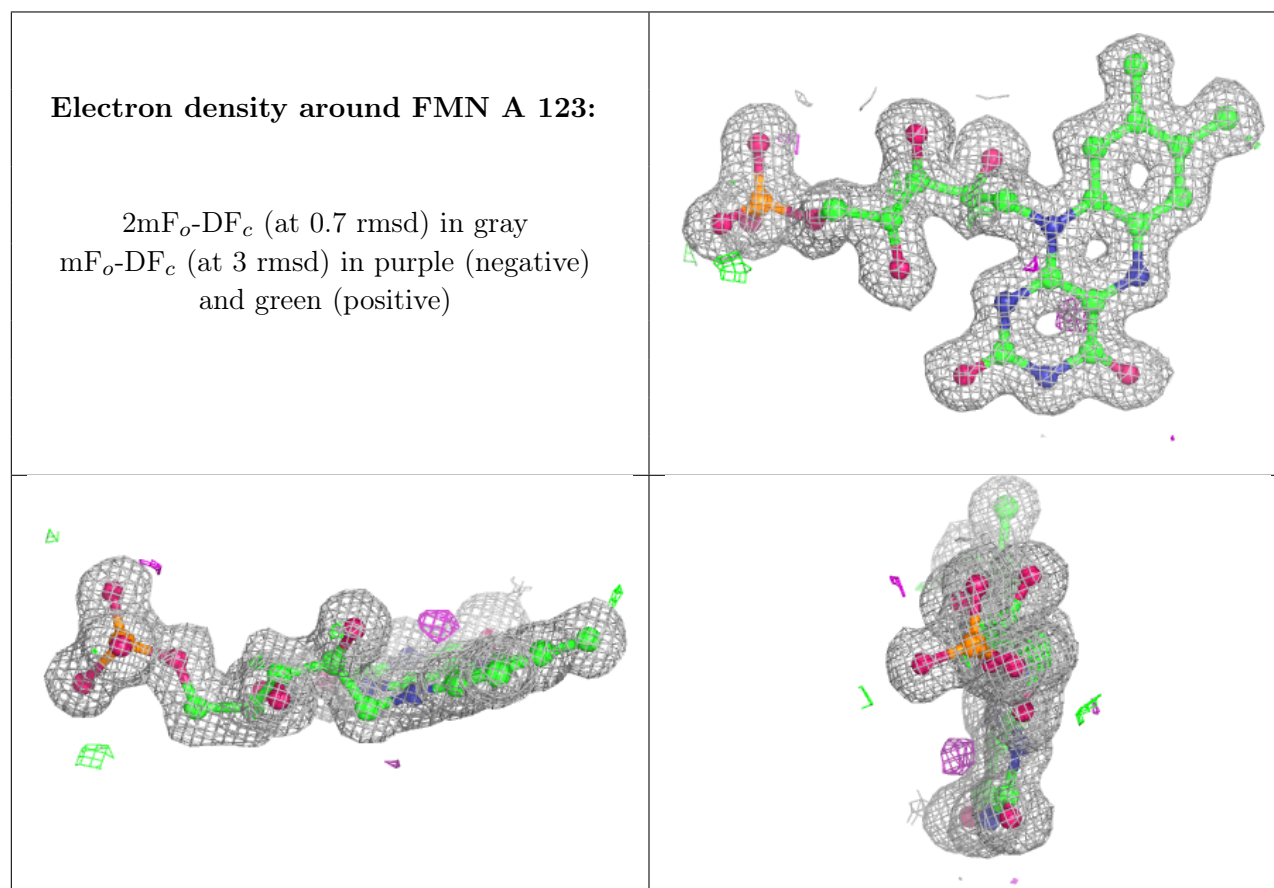 Electron density around FMN A 123:
2mFo-DFc (at 0.7 rmsd) in gray
mFo-DFc (at 3 rmsd) in purple (negative)
and green (positive)